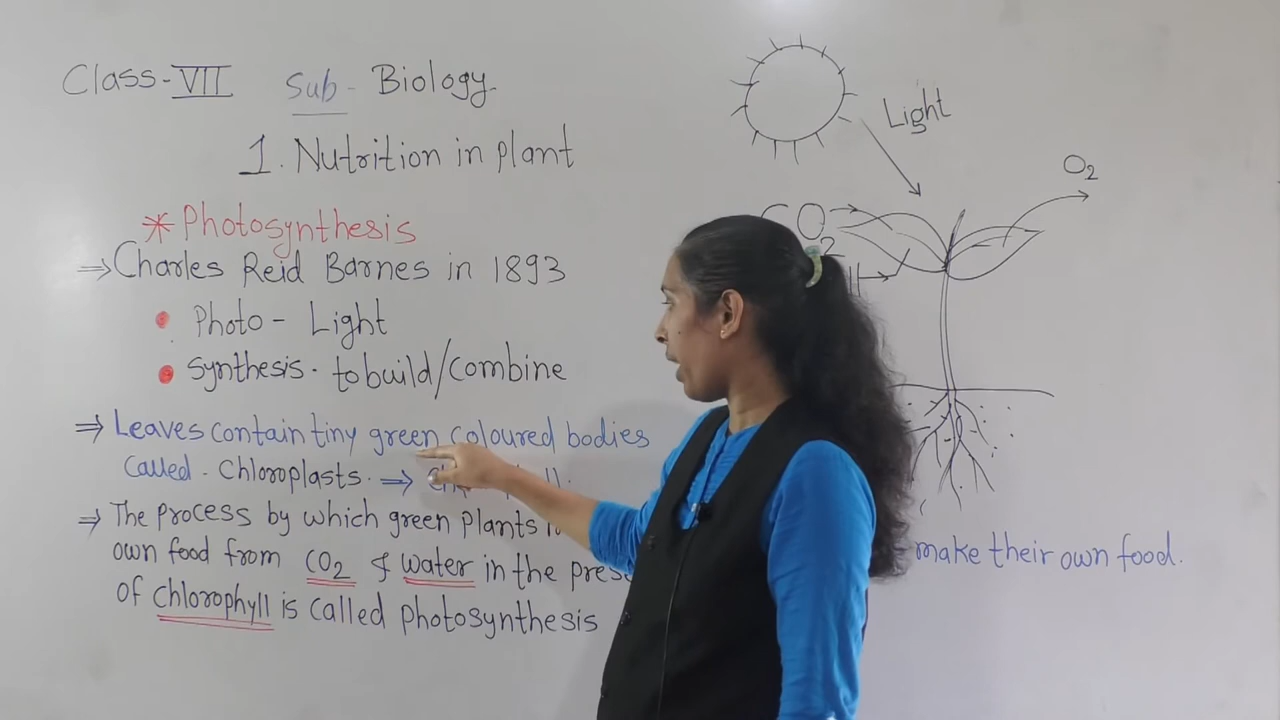 Class-VII Sub- Biology
1. Nutrition in plant
* Photosynthesis
⇒ Charles Reid Barnes in 1893
• Photo - Light
• Synthesis - to build/Combine
⇒ Leaves contain tiny green coloured bodies
Called - Chloroplasts. ⇒
⇒ The Process by which green plants
own food from CO2 & water in the
of chlorophyll is called photosynthesis
Light
O2
CO2
make their own food.